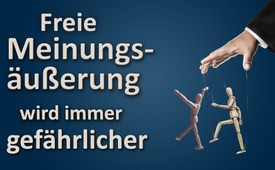 Freie
Meinungs-
äußerung
wird immer
gefährlicher